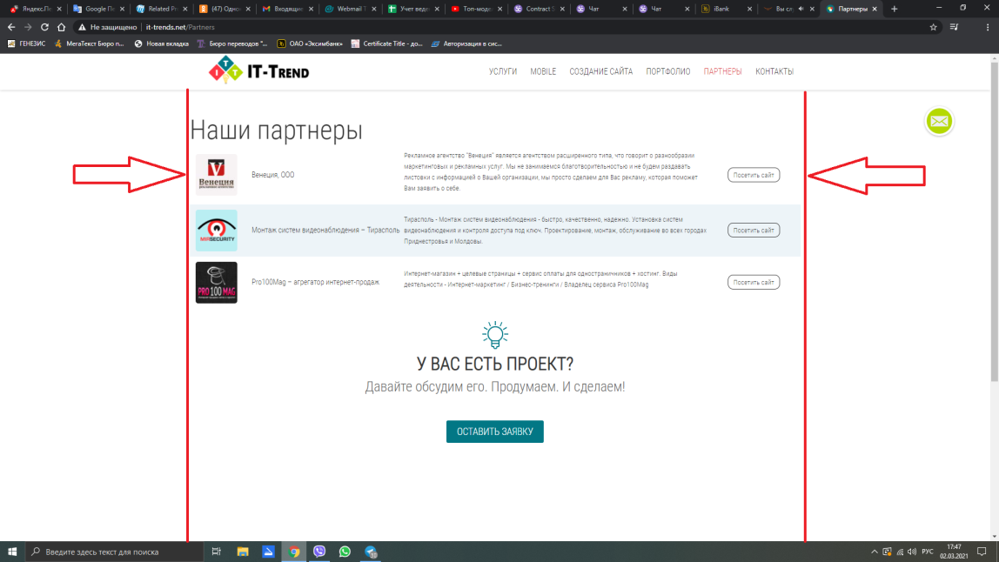 Яндекс.По
Google Пе
Related Pr
(47) Одно
Входящие
Webmail T
Учет веде
Топ-моде
Contract S
Чат
Чат
iBank
Вы сл
Партнеры
Не защищено | it-trends.net/Partners
ГЕНЕЗИС
МегаТекст Бюро п...
Новая вкладка
Бюро переводов "...
ОАО «Эксимбанк»
Certificate Title - до...
Авторизация в сис...
IT-TREND
УСЛУГИ MOBILE СОЗДАНИЕ САЙТА ПОРТФОЛИО ПАРТНЕРЫ КОНТАКТЫ
Наши партнеры
V
Венеция
Венеция, ООО
Рекламное агентство "Венеция" является агентством расширенного типа, что говорит о разнообразии
маркетинговых и рекламных услуг. Мы не занимаемся благотворительностью и не будем раздавать
листовки с информацией о Вашей организации, мы просто сделаем для Вас рекламу, которая поможет
Вам заявить о себе.
Посетить сайт
MIRSECURITY
Монтаж систем видеонаблюдения – Тирасполь
Тирасполь - Монтаж систем видеонаблюдения - быстро, качественно, надежно. Установка систем
видеонаблюдения и контроля доступа под ключ. Проектирование, монтаж, обслуживание во всех городах
Приднестровья и Молдовы.
Посетить сайт
PRO 100 MAG
Pro100Mag – агрегатор интернет-продаж
Интернет-магазин + целевые страницы + сервис оплаты для одностраничников + хостинг. Виды
деятельности - Интернет-маркетинг / Бизнес-тренинги / Владелец сервиса Pro100Mag
Посетить сайт
У ВАС ЕСТЬ ПРОЕКТ?
Давайте обсудим его. Продумаем. И сделаем!
ОСТАВИТЬ ЗАЯВКУ
Введите здесь текст для поиска
РУС
17:47
02.03.2021